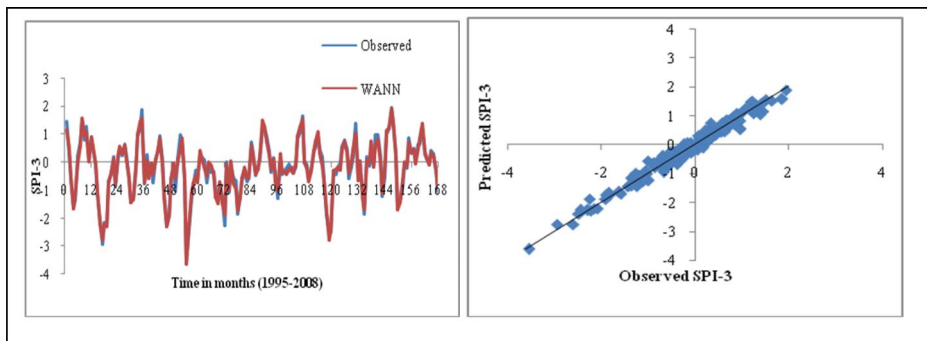 Observed
WANN
3
2
1
0
-1
-2
-3
-4
SPI-3
0 12 24 36 48 60 72 84 96 108 120 132 144 156 168
Time in months (1995-2008)
4
3
2
1
0
-1
-2
-3
-4
-4 -2 0 2 4
Predicted SPI-3
Observed SPI-3